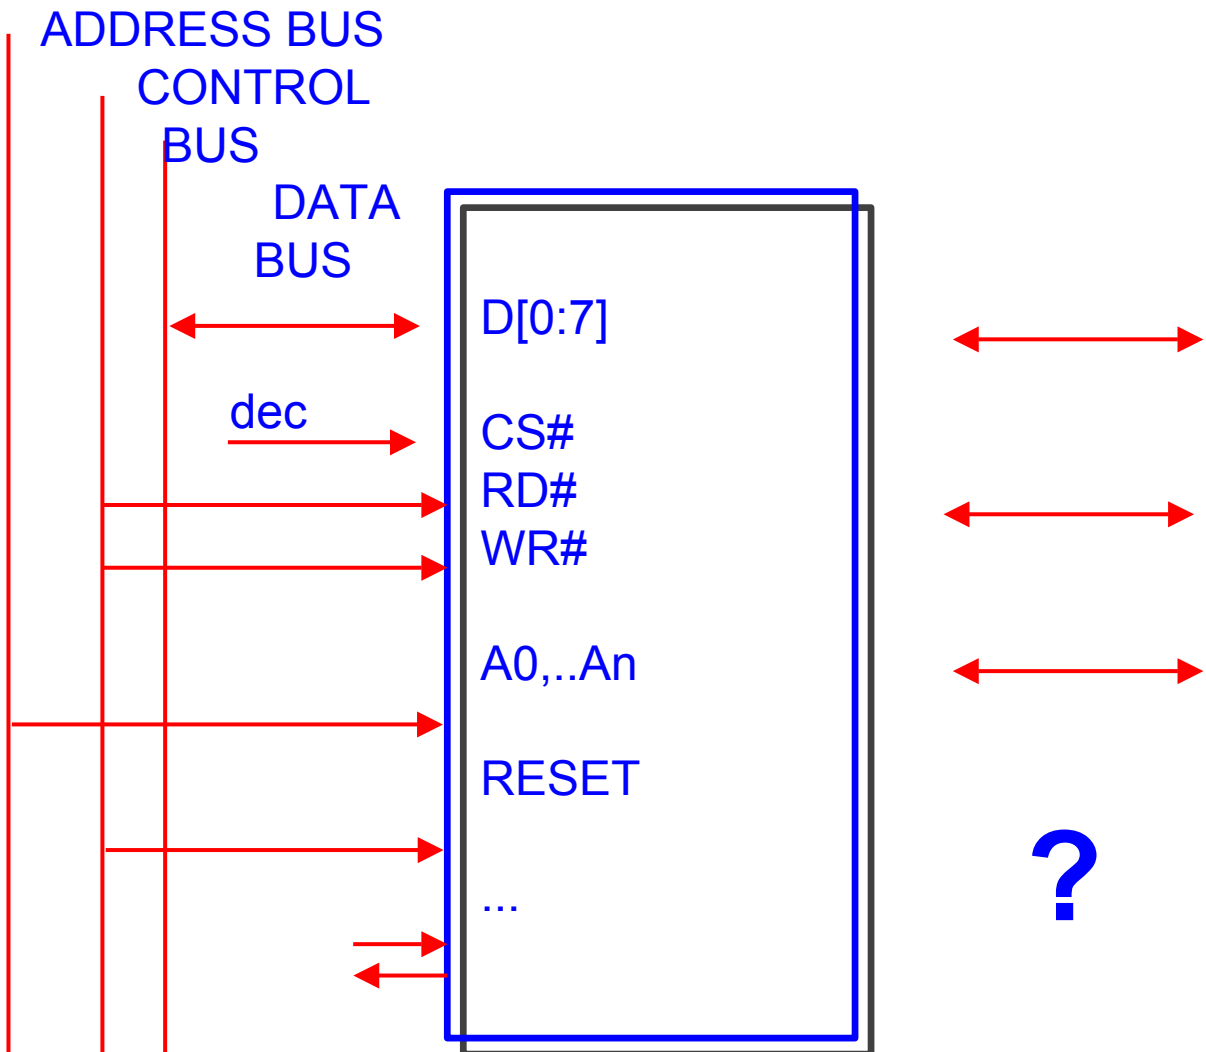 ADDRESS BUS
CONTROL
BUS
DATA
BUS
D[0:7]
dec
CS#
RD#
WR#
A0,..An
RESET
...
?